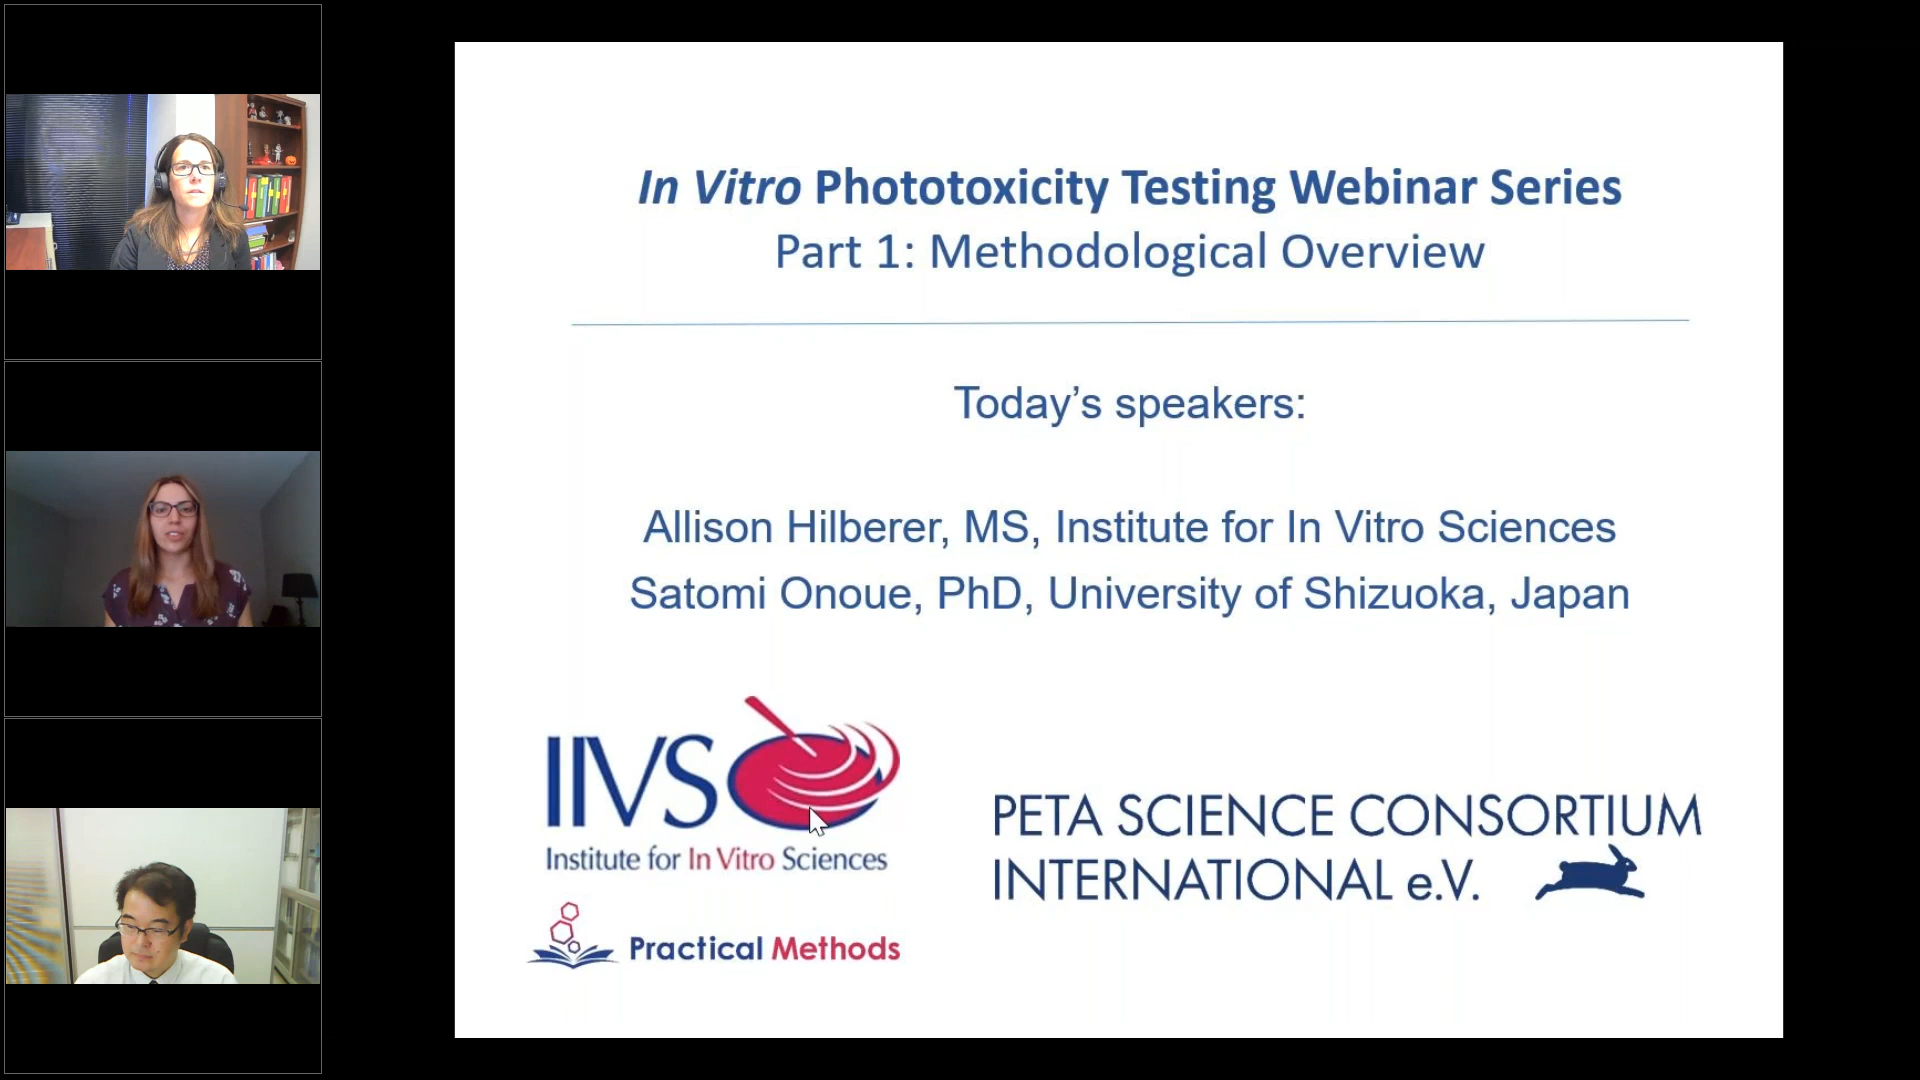 In Vitro Phototoxicity Testing Webinar Series
Part 1: Methodological Overview
Today’s speakers:
Allison Hilberer, MS, Institute for In Vitro Sciences
Satomi Onoue, PhD, University of Shizuoka, Japan
IIVS
Institute for In Vitro Sciences
Practical Methods
PETA SCIENCE CONSORTIUM
INTERNATIONAL e.V.